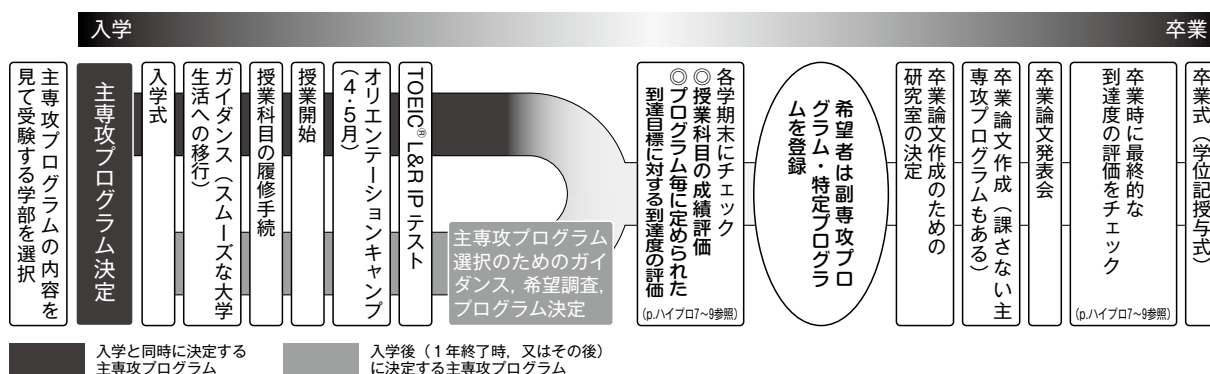 入学
卒業
主専攻プログラムの内容を
見て受験する学部を選択
主専攻プログラム決定
入学式
ガイダンス（スムーズな大学
生活への移行）
授業科目の履修手続
授業開始
オリエンテーションキャンプ
（4・5月）
TOEIC® L&R IP テスト
主専攻プログラム
選択のためのガイ
ダンス, 希望調査,
プログラム決定
各学期末にチェック
◎授業科目の成績評価
◎プログラム毎に定められた
到達目標に対する到達度の評価
（p.ハイプロ7〜9参照）
希望者は副専攻プロ
グラム・特定プログラ
ムを登録
卒業論文作成のための
研究室の決定
卒業論文作成（課さない主
専攻プログラムもある）
卒業論文発表会
卒業時に最終的な
到達度の評価をチェック
（p.ハイプロ7〜9参照）
卒業式（学位記授与式）
入学と同時に決定する
主専攻プログラム
入学後（1年終了時, 又はその後）
に決定する主専攻プログラム